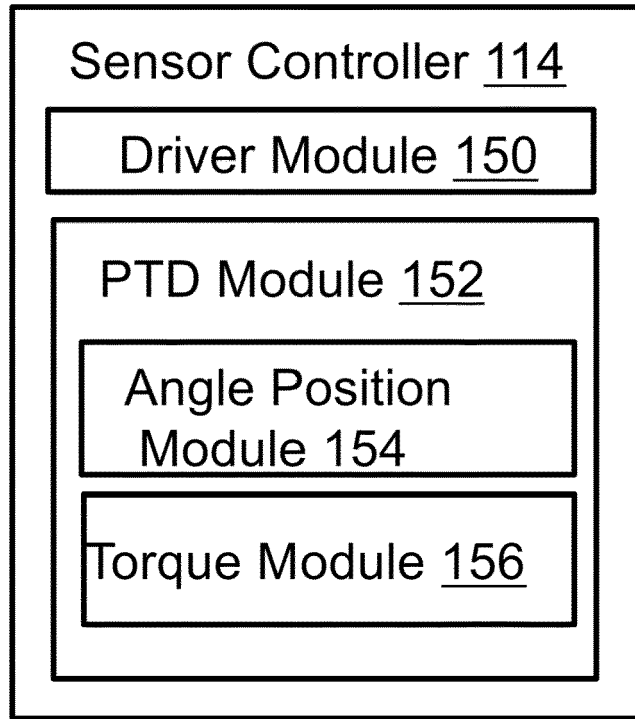 Sensor Controller 114
Driver Module 150
PTD Module 152
Angle Position
Module 154
Torque Module 156